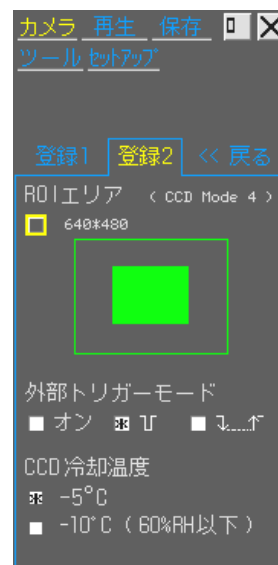 カメラ 再生 保存
ツール セットアップ
登録1 登録2 << 戻る
ROIエリア ( CCD Mode 4 )
640*480
外部トリガーモード
オン
CCD冷却温度
-5°C
-10°C ( 60%RH以下 )